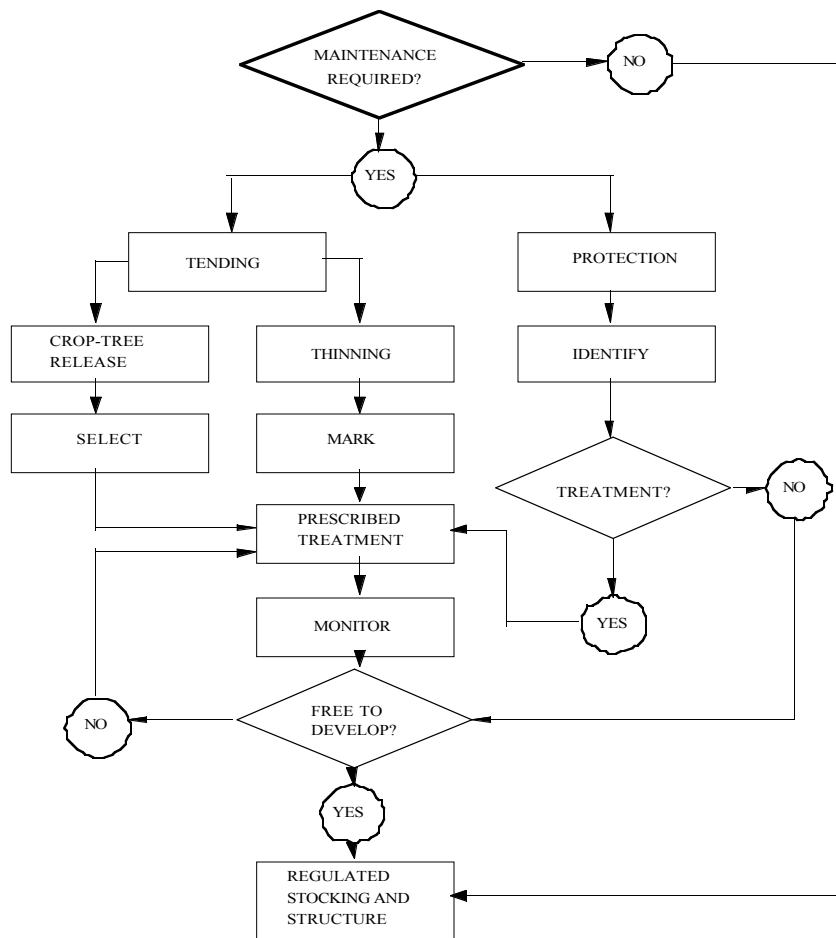 MAINTENANCE
REQUIRED?
NO
YES
TENDING
PROTECTION
CROP-TREE
RELEASE
THINNING
IDENTIFY
SELECT
MARK
TREATMENT?
NO
PRESCRIBED
TREATMENT
MONITOR
YES
FREE TO
DEVELOP?
NO
YES
REGULATED
STOCKING AND
STRUCTURE